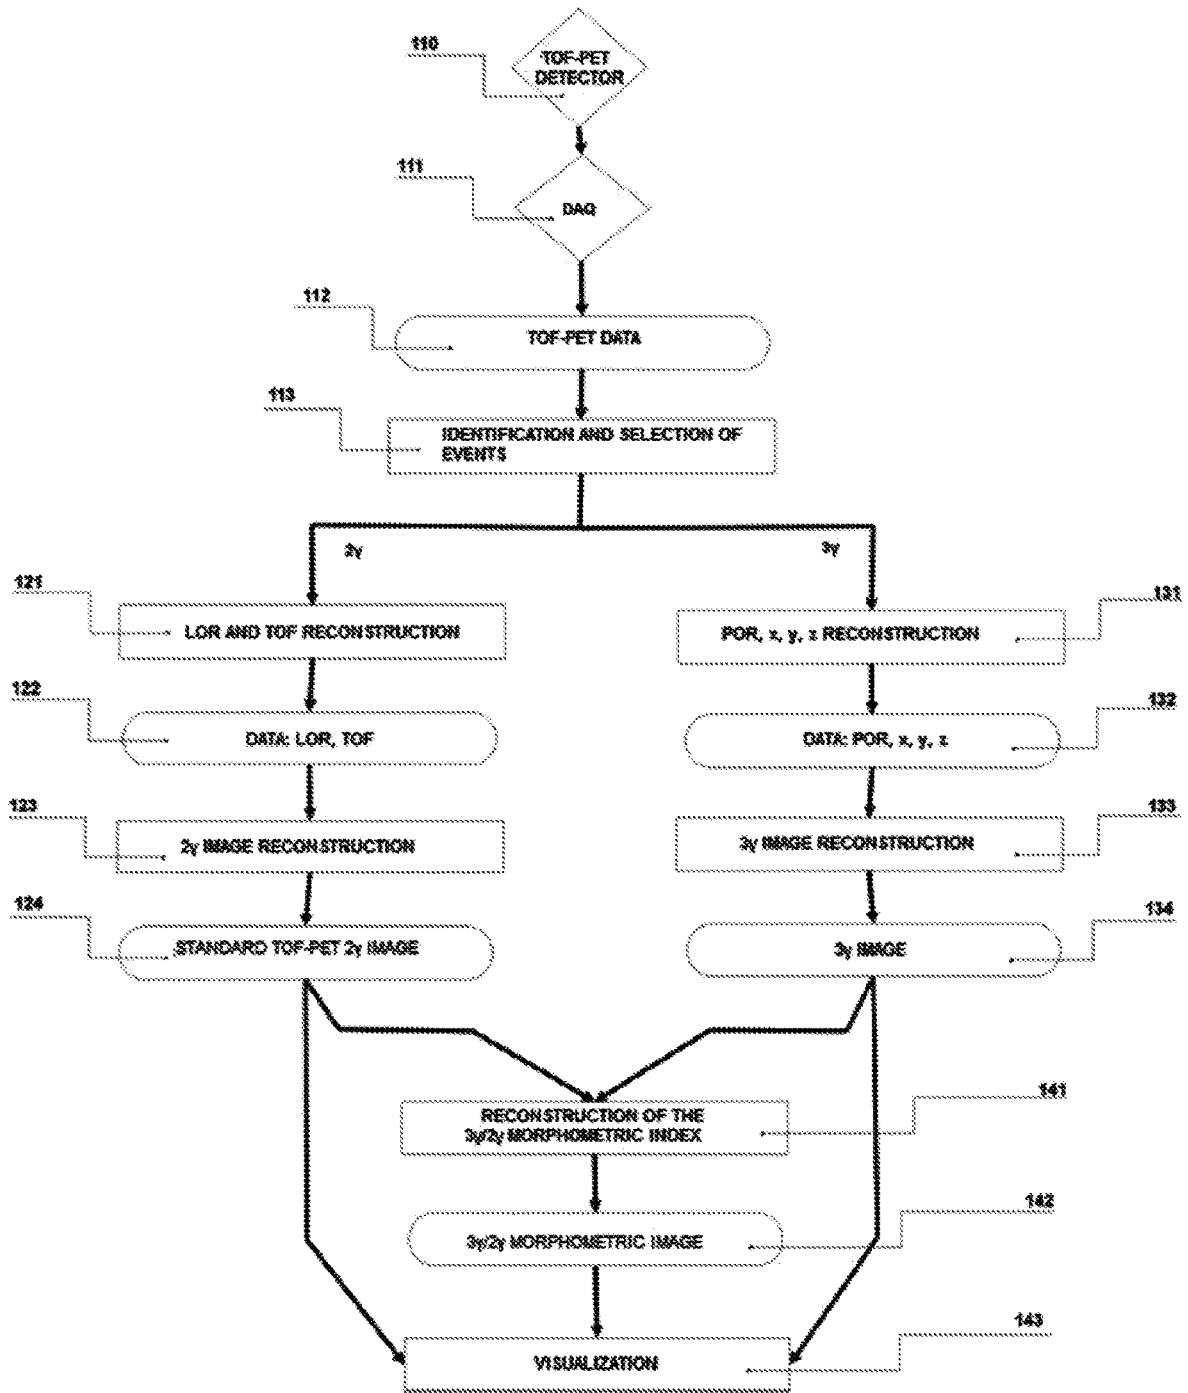 110
TOF-PET
DETECTOR
111
DAQ
112
TOF-PET DATA
113
IDENTIFICATION AND SELECTION OF
EVENTS
2γ
3γ
121
LOR AND TOF RECONSTRUCTION
131
POR, x, y, z RECONSTRUCTION
122
DATA: LOR, TOF
132
DATA: POR, x, y, z
123
2γ IMAGE RECONSTRUCTION
133
3γ IMAGE RECONSTRUCTION
124
STANDARD TOF-PET 2γ IMAGE
134
3γ IMAGE
141
RECONSTRUCTION OF THE
3γ/2γ MORPHOMETRIC INDEX
142
3γ/2γ MORPHOMETRIC IMAGE
143
VISUALIZATION